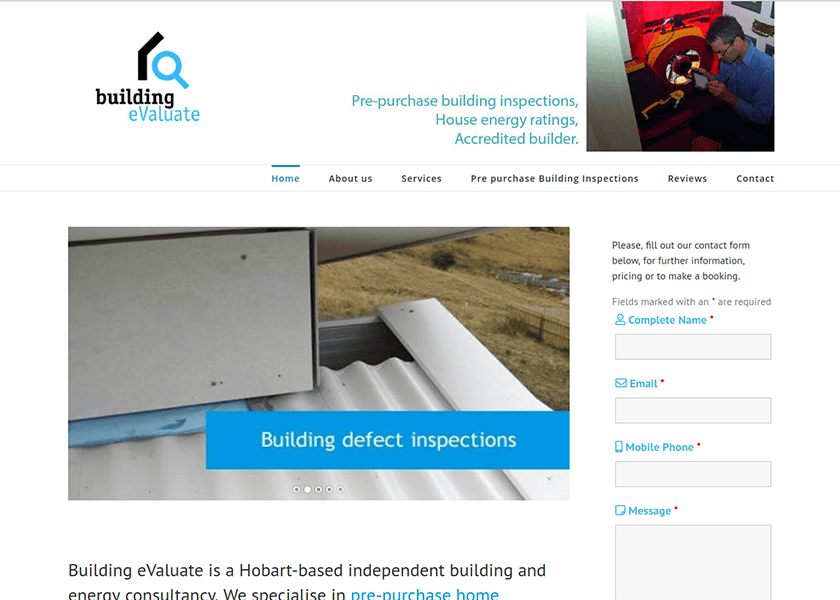 building
eValuate
Pre-purchase building inspections,
House energy ratings,
Accredited builder.
Home About us Services Pre purchase Building Inspections Reviews Contact
Building defect inspections
Please, fill out our contact form
below, for further information,
pricing or to make a booking.
Fields marked with an * are required
Complete Name *
Email *
Mobile Phone *
Message *
Building eValuate is a Hobart-based independent building and
energy consultancy. We specialise in pre-purchase home